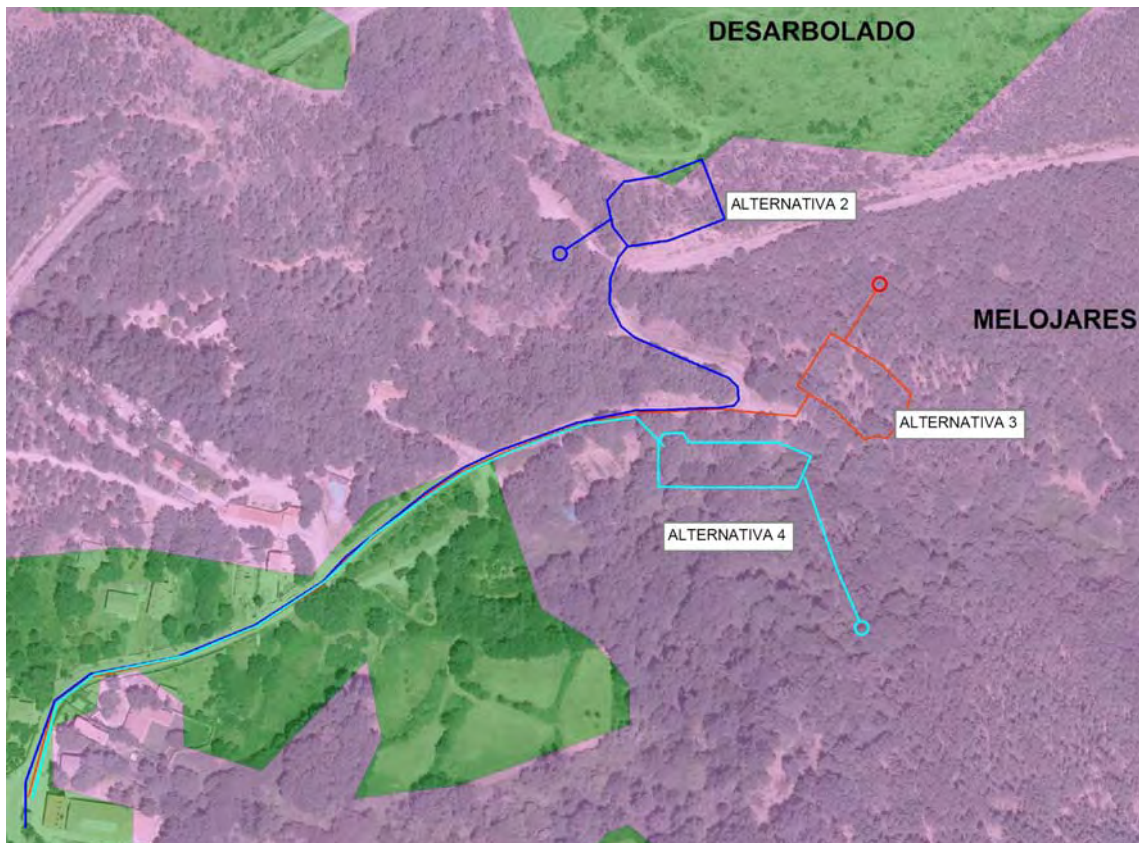 DESARBOLADO
ALTERNATIVA 2
MELOJARES
ALTERNATIVA 3
ALTERNATIVA 4